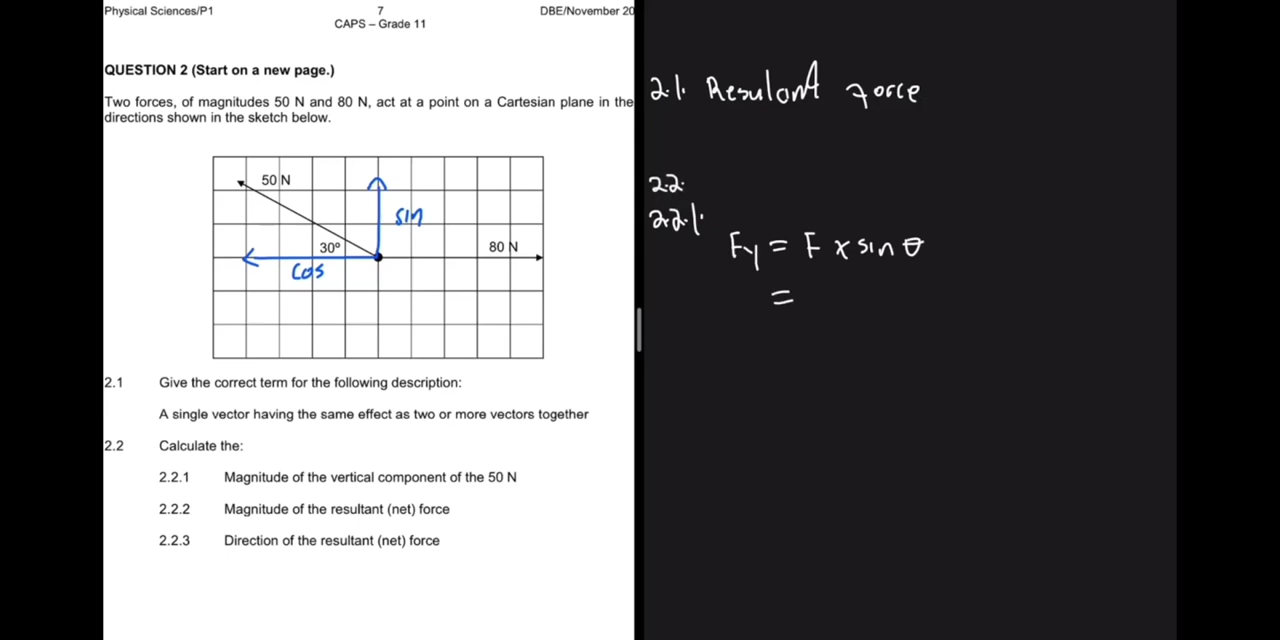 Physical Sciences/P1 7 DBE/November 20
CAPS – Grade 11
QUESTION 2 (Start on a new page.)
Two forces, of magnitudes 50 N and 80 N, act at a point on a Cartesian plane in the
directions shown in the sketch below.
50 N
sin
30º
80 N
cos
2.1 Give the correct term for the following description:
A single vector having the same effect as two or more vectors together
2.2 Calculate the:
2.2.1 Magnitude of the vertical component of the 50 N
2.2.2 Magnitude of the resultant (net) force
2.2.3 Direction of the resultant (net) force
2.1. Resultant force
2.2.
2.2.1.
Fy = F x sin θ
=